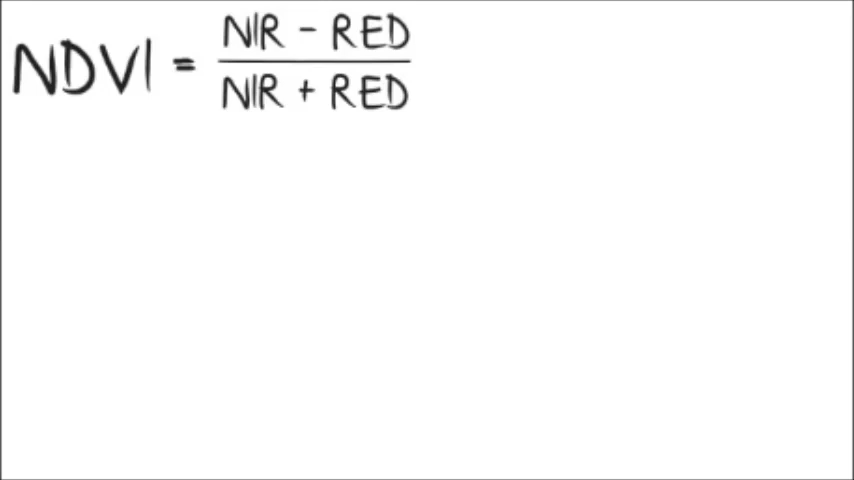 NDVI = NIR - RED
NIR + RED